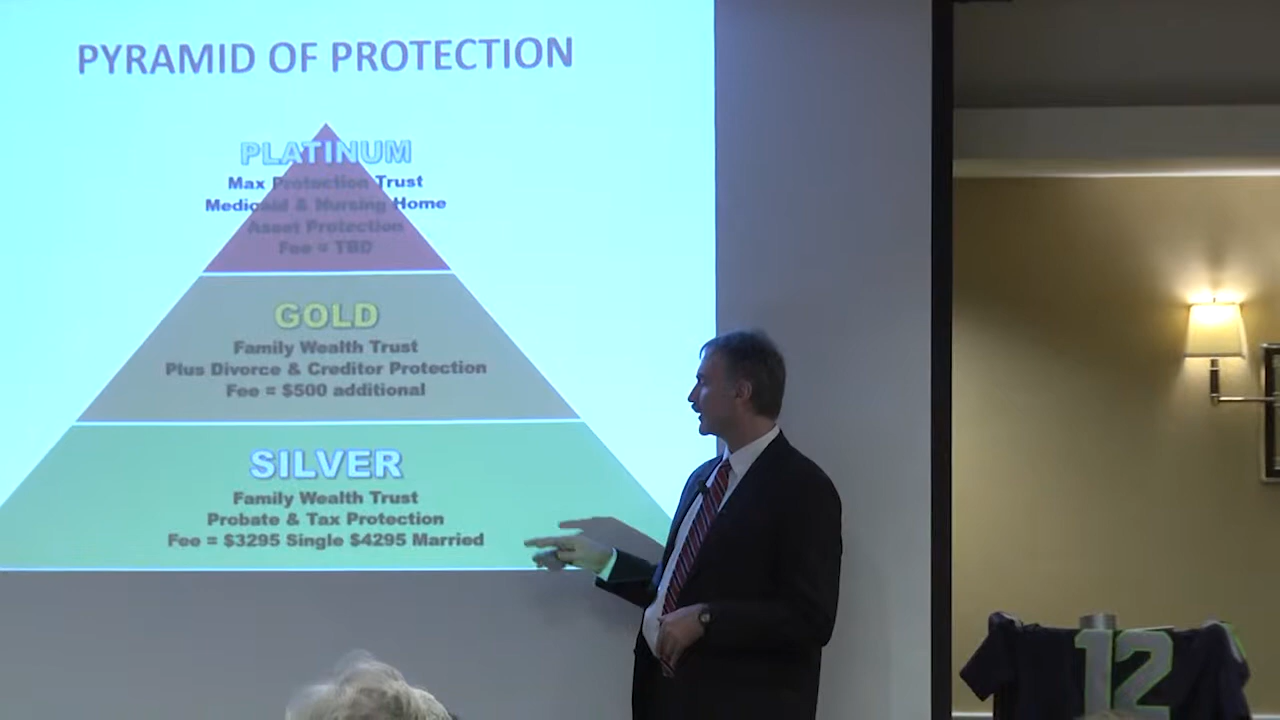 PYRAMID OF PROTECTION
PLATINUM
Max Protection Trust
Medicaid & Nursing Home
Asset Protection
Fee = TBD
GOLD
Family Wealth Trust
Plus Divorce & Creditor Protection
Fee = $500 additional
SILVER
Family Wealth Trust
Probate & Tax Protection
Fee = $3295 Single $4295 Married
12